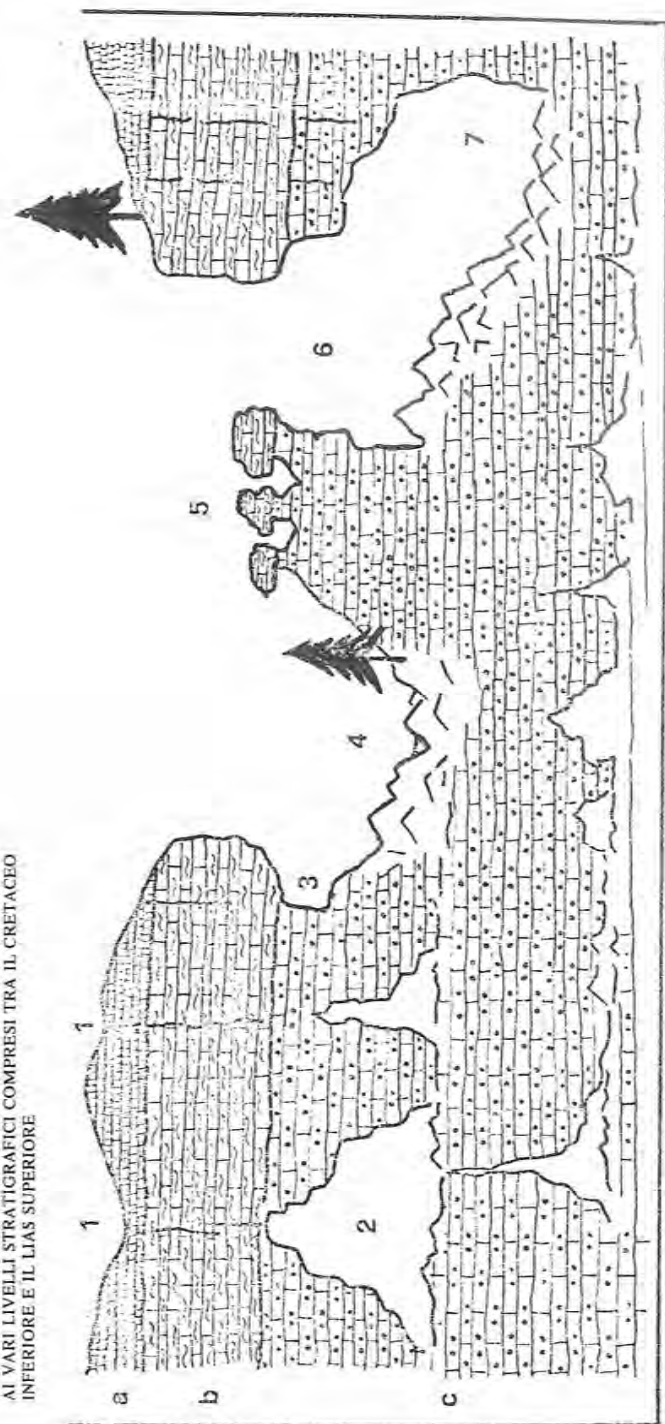 AI VARI LIVELLI STRATIGRAFICI COMPRESI TRA IL CRETACEO
INFERIORE E IL LIAS SUPERIORE
1
1
a
b
c
2
3
4
5
6
7